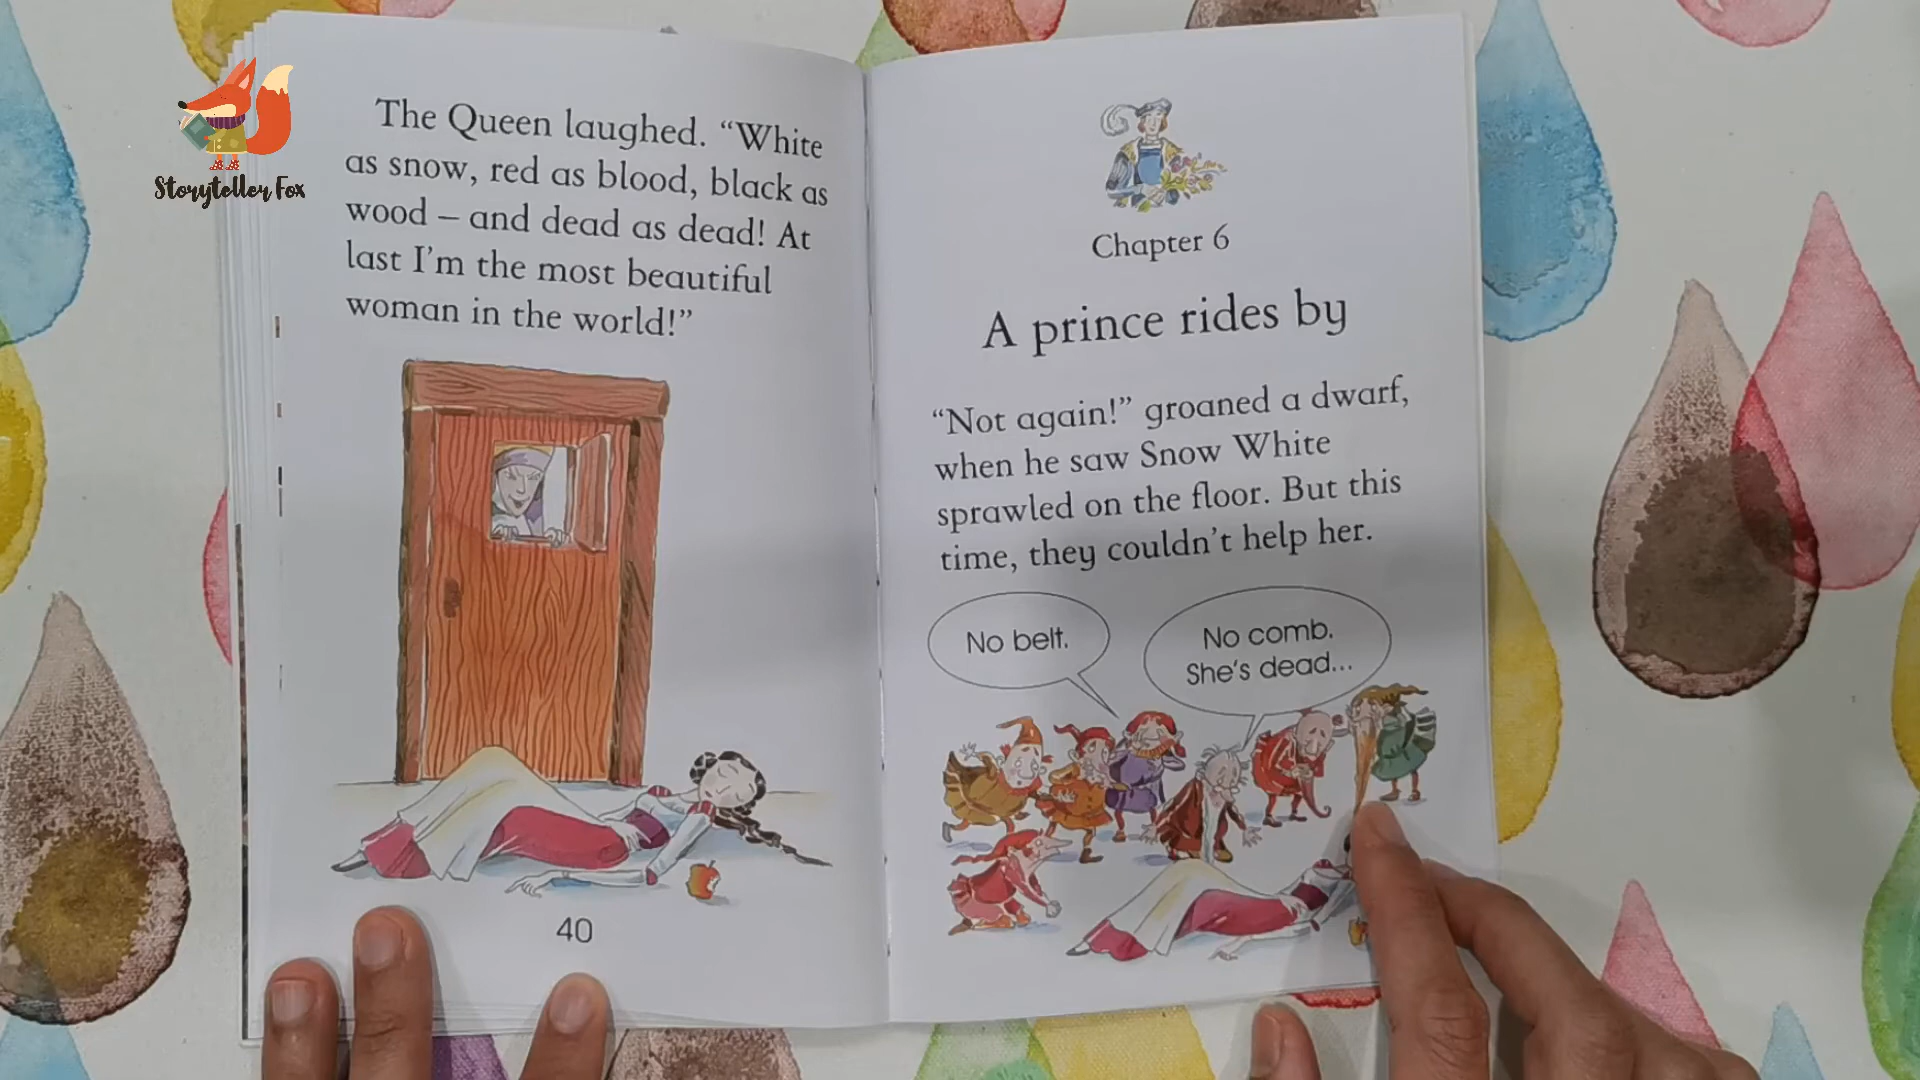 Storyteller Fox
The Queen laughed. “White
as snow, red as blood, black as
wood – and dead as dead! At
last I’m the most beautiful
woman in the world!”
40
Chapter 6
A prince rides by
“Not again!” groaned a dwarf,
when he saw Snow White
sprawled on the floor. But this
time, they couldn’t help her.
No belt.
No comb.
She’s dead...